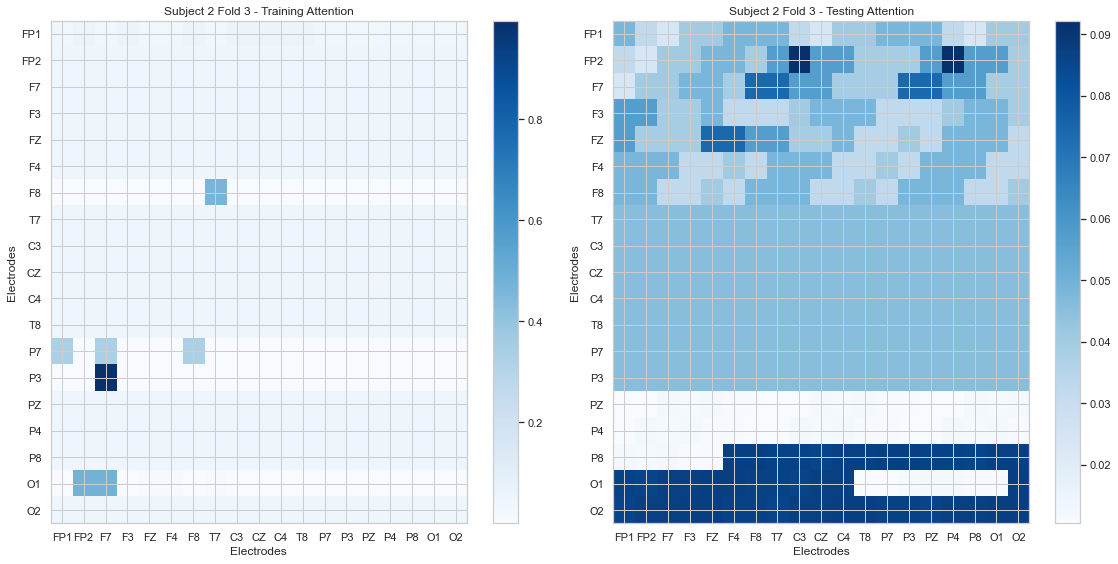 Subject 2 Fold 3 - Training Attention
FP1
FP2
F7
F3
FZ
F4
F8
T7
C3
CZ
C4
T8
P7
P3
PZ
P4
P8
O1
O2
Electrodes
FP1 FP2 F7 F3 FZ F4 F8 T7 C3 CZ C4 T8 P7 P3 PZ P4 P8 O1 O2
Electrodes
0.8
0.6
0.4
0.2
Subject 2 Fold 3 - Testing Attention
FP1
FP2
F7
F3
FZ
F4
F8
T7
C3
CZ
C4
T8
P7
P3
PZ
P4
P8
O1
O2
Electrodes
FP1 FP2 F7 F3 FZ F4 F8 T7 C3 CZ C4 T8 P7 P3 PZ P4 P8 O1 O2
Electrodes
0.09
0.08
0.07
0.06
0.05
0.04
0.03
0.02